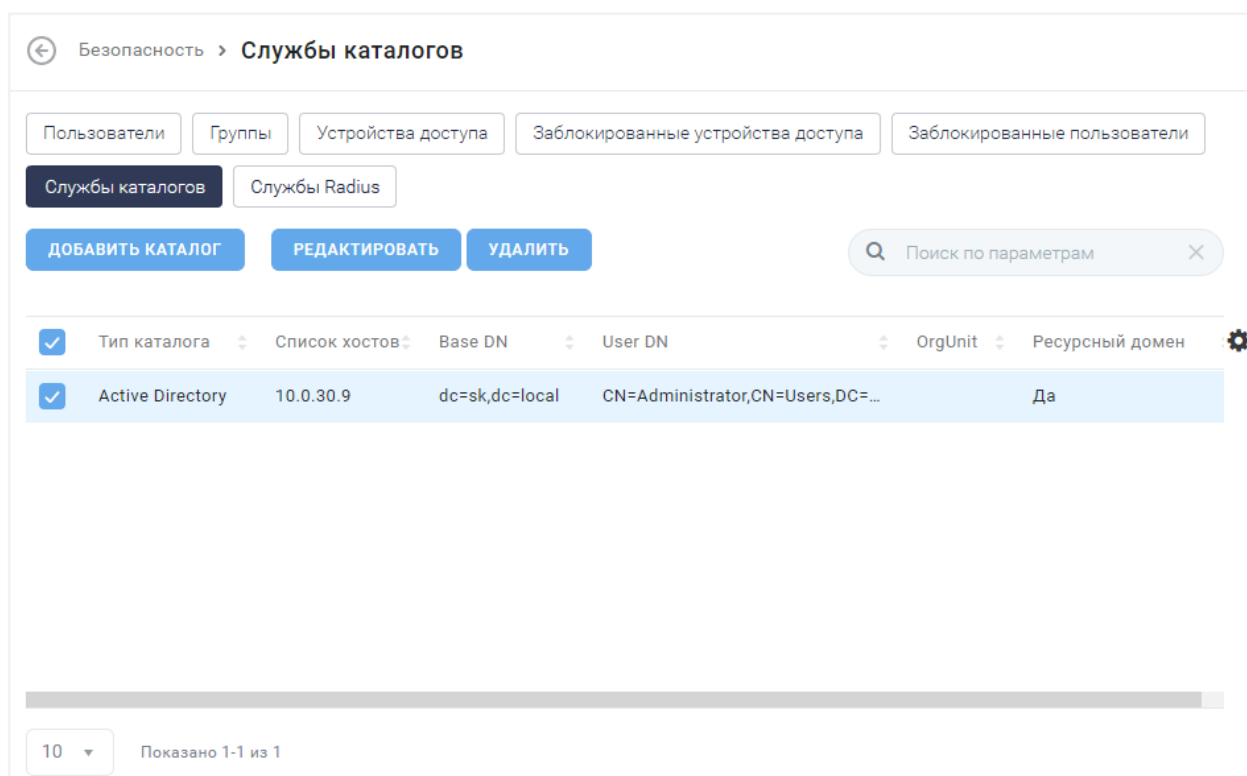 Безопасность > Службы каталогов
Пользователи Группы Устройства доступа Заблокированные устройства доступа Заблокированные пользователи
Службы каталогов Службы Radius
ДОБАВИТЬ КАТАЛОГ РЕДАКТИРОВАТЬ УДАЛИТЬ Поиск по параметрам
Тип каталога Список хостов Base DN User DN OrgUnit Ресурсный домен
Active Directory 10.0.30.9 dc=sk,dc=local CN=Administrator,CN=Users,DC=... Да
10 Показано 1-1 из 1